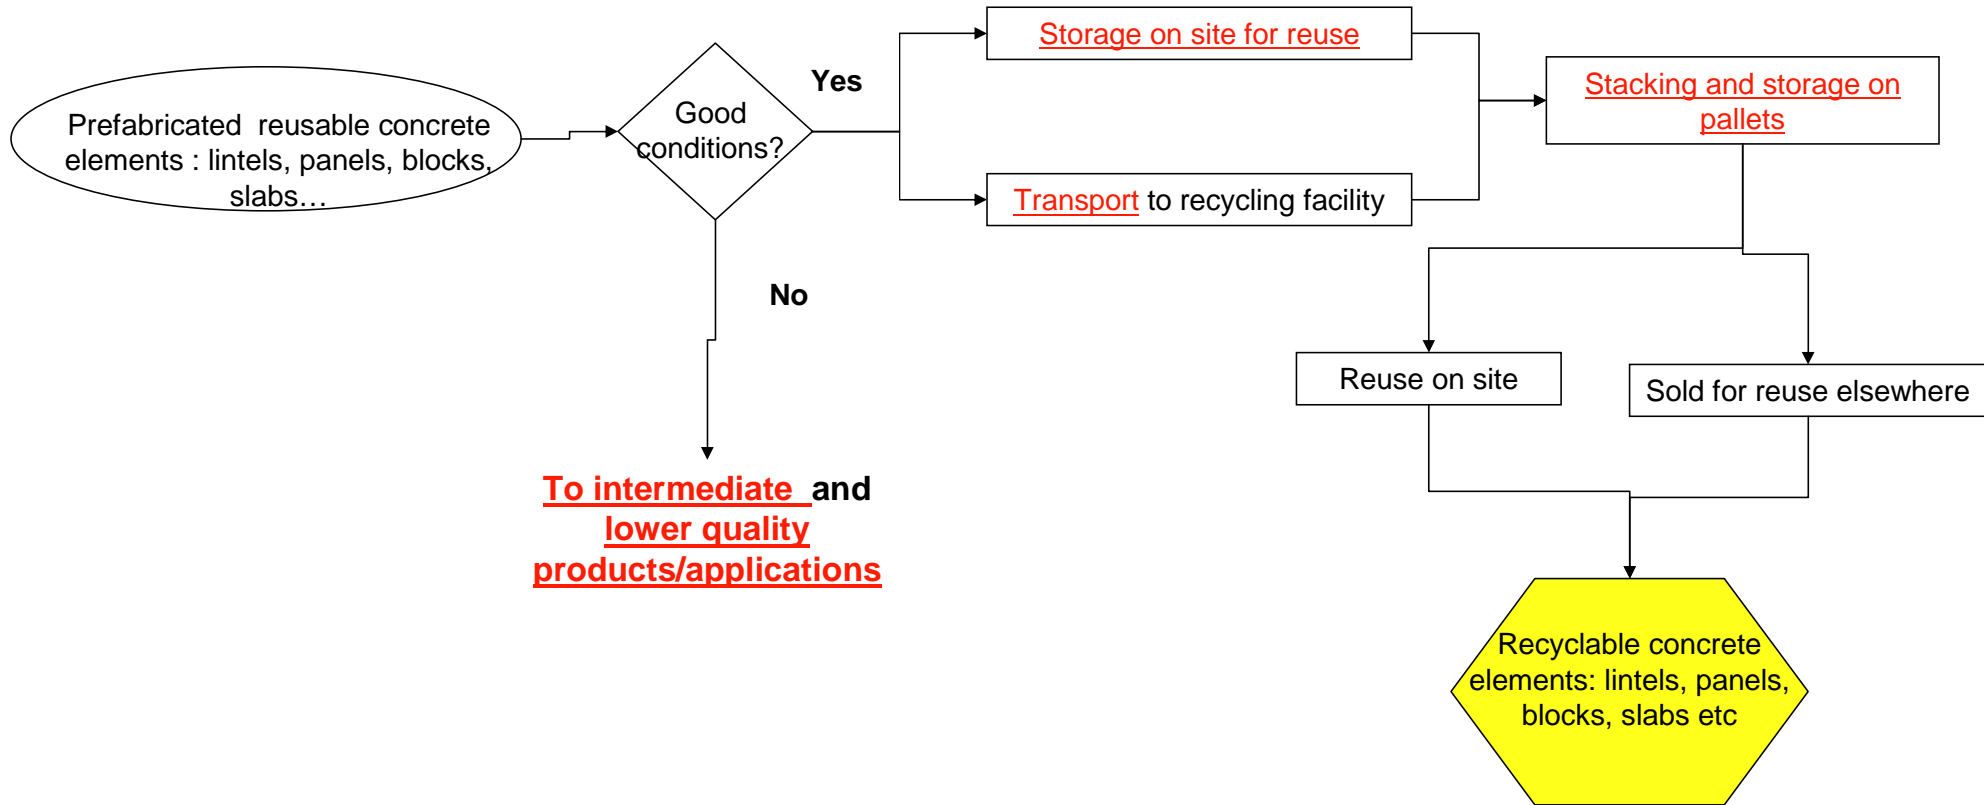 Prefabricated  reusable concrete
elements : lintels, panels, blocks,
slabs…
Good
conditions?
Yes
No
Storage on site for reuse
Transport to recycling facility
Stacking and storage on
pallets
To intermediate  and
lower quality
products/applications
Reuse on site
Sold for reuse elsewhere
Recyclable concrete
elements: lintels, panels,
blocks, slabs etc